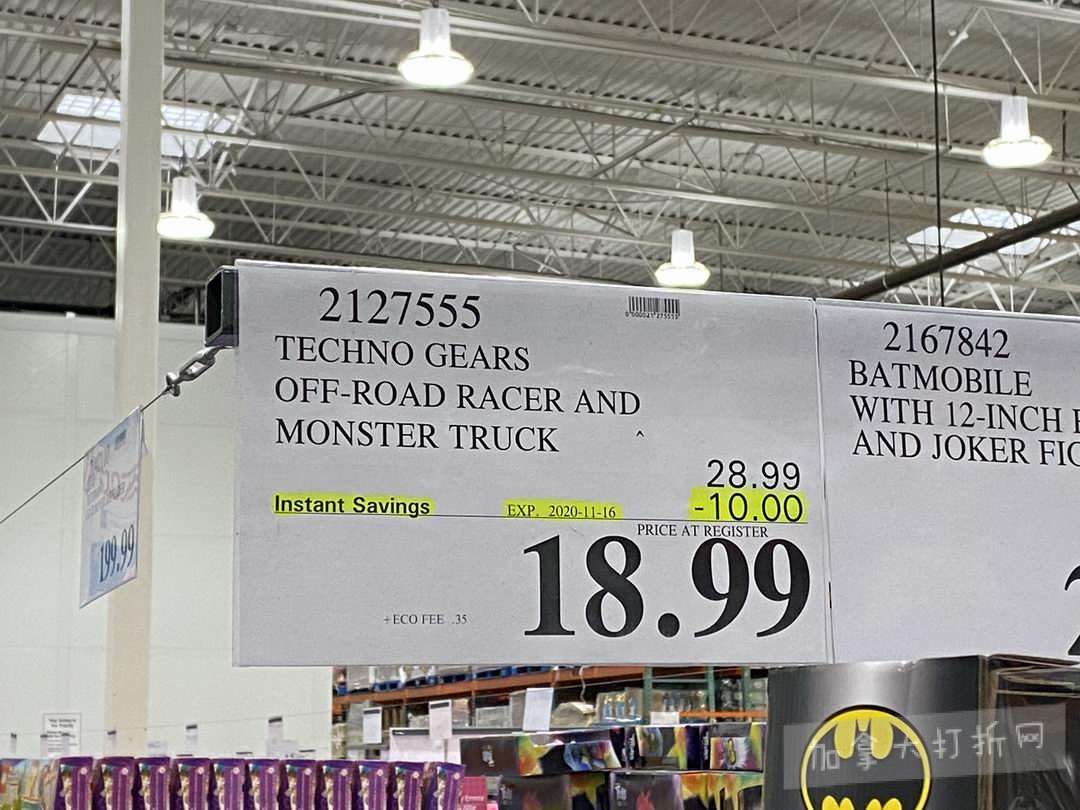 2127555
TECHNO GEARS
OFF-ROAD RACER AND
MONSTER TRUCK
28.99
Instant Savings EXP. 2020-11-16 -10.00
PRICE AT REGISTER
18.99
+ECO FEE .35
2167842
BATMOBILE
WITH 12-INCH
AND JOKER FIG
199.99
加拿大打折网